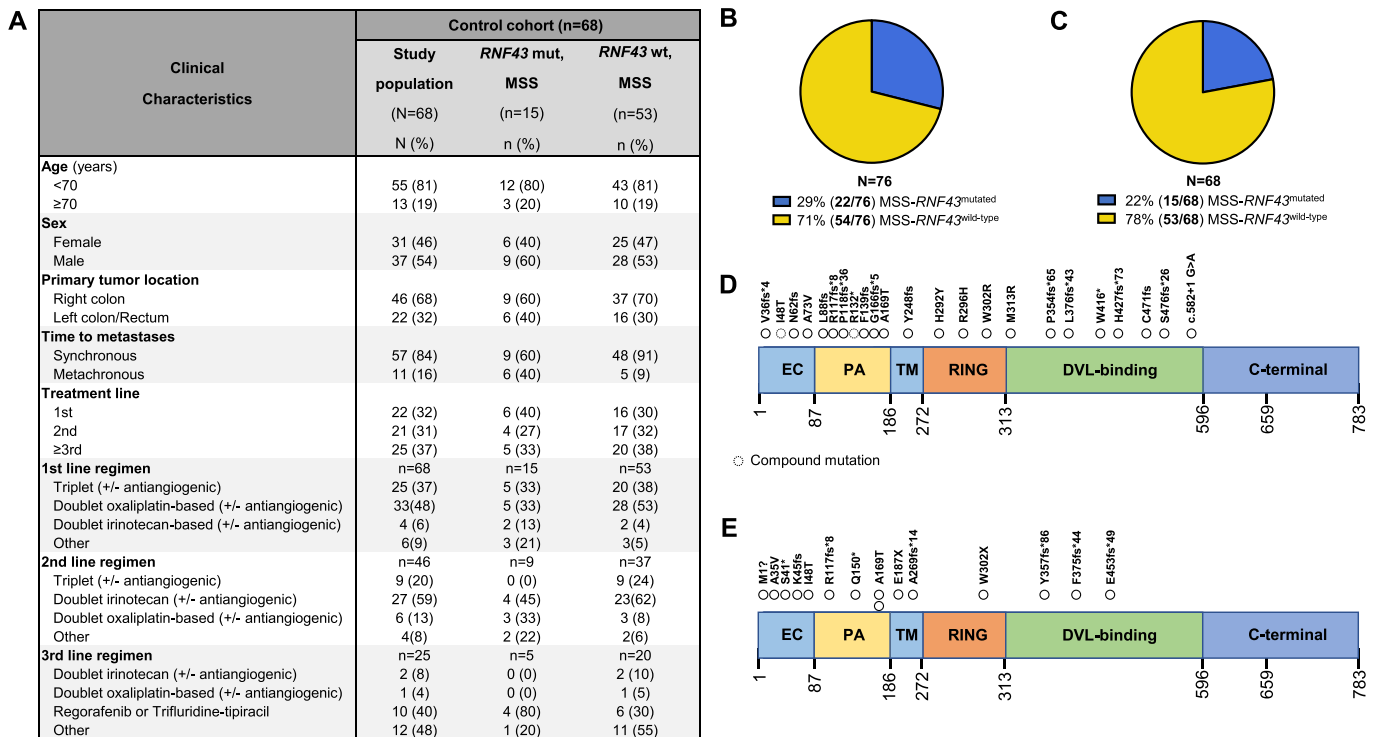 A
Clinical
Characteristics
Control cohort (n=68)
Study population (N=68) N (%)
RNF43 mut, MSS (n=15) n (%)
RNF43 wt, MSS (n=53) n (%)
Age (years)
<70 55 (81) 12 (80) 43 (81)
≥70 13 (19) 3 (20) 10 (19)
Sex
Female 31 (46) 6 (40) 25 (47)
Male 37 (54) 9 (60) 28 (53)
Primary tumor location
Right colon 46 (68) 9 (60) 37 (70)
Left colon/Rectum 22 (32) 6 (40) 16 (30)
Time to metastases
Synchronous 57 (84) 9 (60) 48 (91)
Metachronous 11 (16) 6 (40) 5 (9)
Treatment line
1st 22 (32) 6 (40) 16 (30)
2nd 21 (31) 4 (27) 17 (32)
≥3rd 25 (37) 5 (33) 20 (38)
1st line regimen n=68 n=15 n=53
Triplet (+/- antiangiogenic) 25 (37) 5 (33) 20 (38)
Doublet oxaliplatin-based (+/- antiangiogenic) 33(48) 5 (33) 28 (53)
Doublet irinotecan-based (+/- antiangiogenic) 4 (6) 2 (13) 2 (4)
Other 6(9) 3 (21) 3(5)
2nd line regimen n=46 n=9 n=37
Triplet (+/- antiangiogenic) 9 (20) 0 (0) 9 (24)
Doublet irinotecan (+/- antiangiogenic) 27 (59) 4 (45) 23(62)
Doublet oxaliplatin-based (+/- antiangiogenic) 6 (13) 3 (33) 3 (8)
Other 4(8) 2 (22) 2(6)
3rd line regimen n=25 n=5 n=20
Doublet irinotecan (+/- antiangiogenic) 2 (8) 0 (0) 2 (10)
Doublet oxaliplatin-based (+/- antiangiogenic) 1 (4) 0 (0) 1 (5)
Regorafenib or Trifluridine-tipiracil 10 (40) 4 (80) 6 (30)
Other 12 (48) 1 (20) 11 (55)
B
N=76
29% (22/76) MSS-RNF43mutated
71% (54/76) MSS-RNF43wild-type
C
N=68
22% (15/68) MSS-RNF43mutated
78% (53/68) MSS-RNF43wild-type
D
V36fs*4 I48T N62fs A73V L88fs R117fs*8 P118fs*36 R132* F139fs G166fs*5 A169T Y248fs H292Y R296H W302R M313R P354fs*65 L376fs*43 W416* H427fs*73 C471fs S476fs*26 c.582+1 G>A
EC PA TM RING DVL-binding C-terminal
1 87 186 272 313 596 659 783
Compound mutation
E
M1? A35V S41* K45fs I48T R117fs*8 Q150* A169T E187X A269fs*14 W302X Y357fs*86 F375fs*44 E453fs*49
EC PA TM RING DVL-binding C-terminal
1 87 186 272 313 596 659 783